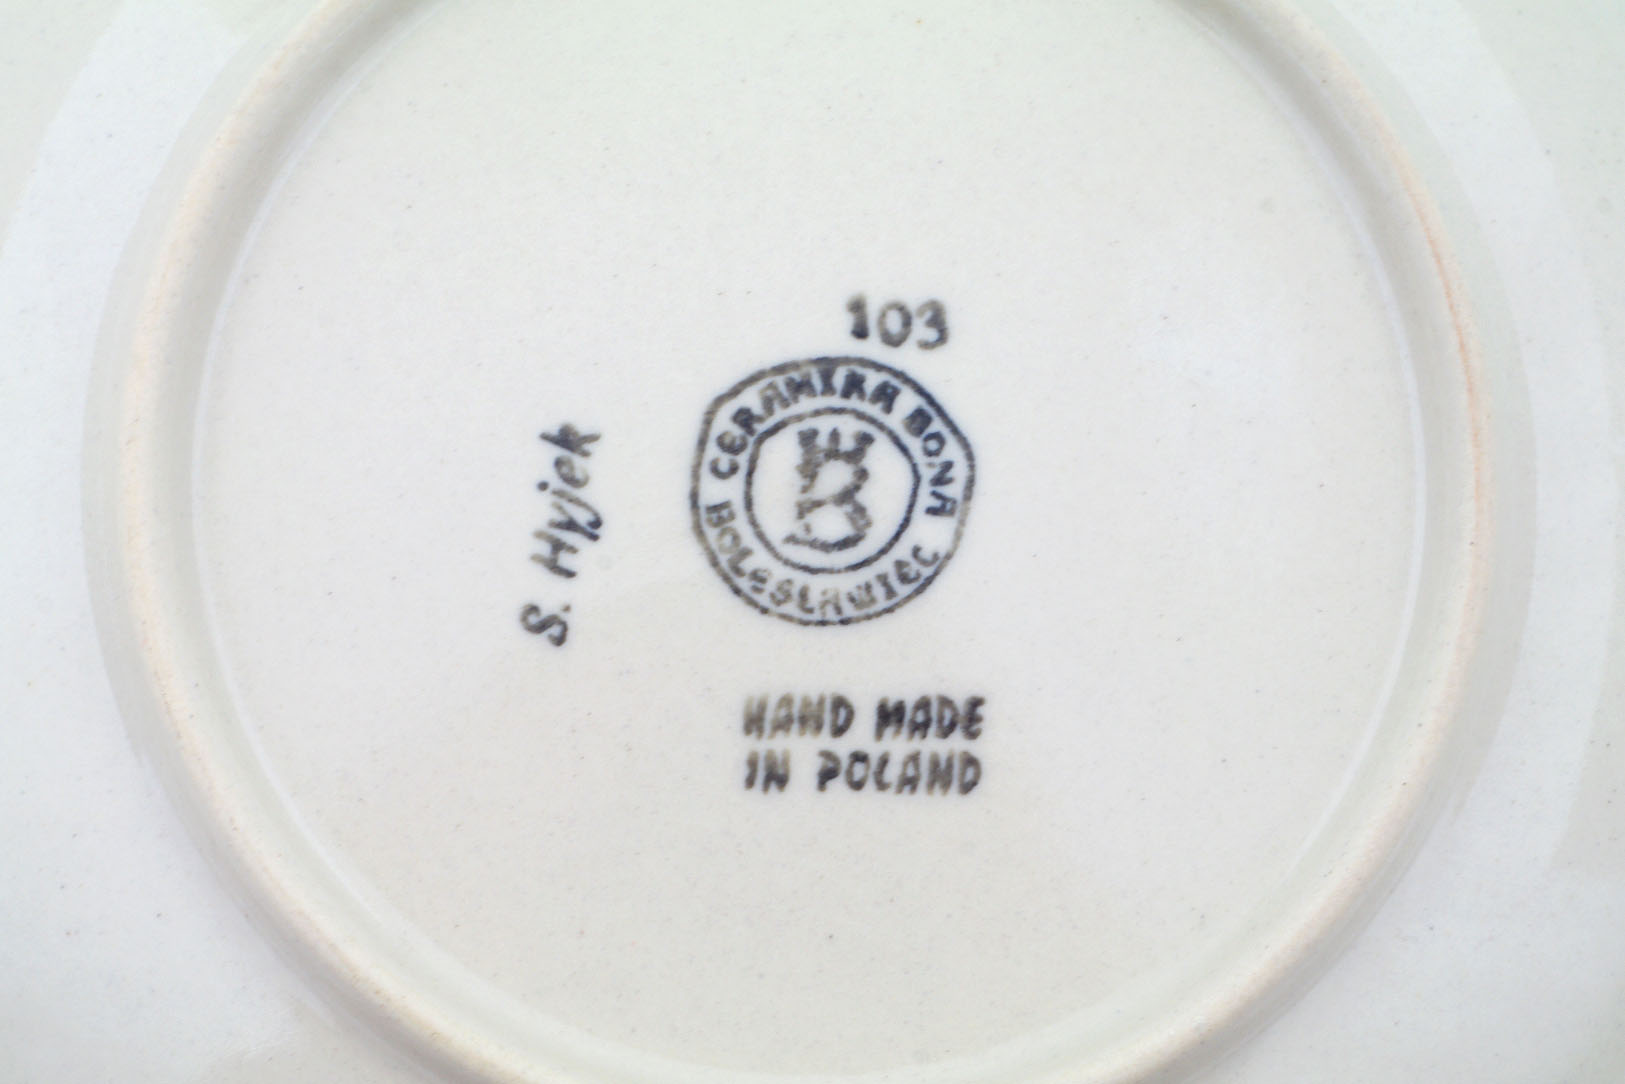 103
CERAMIKA BONA
BOLESŁAWIEC
S. Hyjek
HAND MADE
IN POLAND